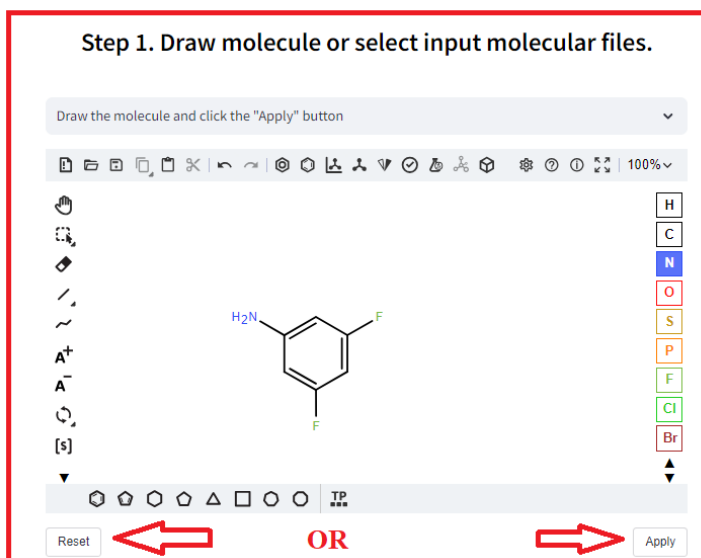 Step 1. Draw molecule or select input molecular files.
Draw the molecule and click the "Apply" button
100%
H
C
N
O
S
P
F
Cl
Br
H2N
F
F
A+
A-
[s]
TP
Reset
OR
Apply